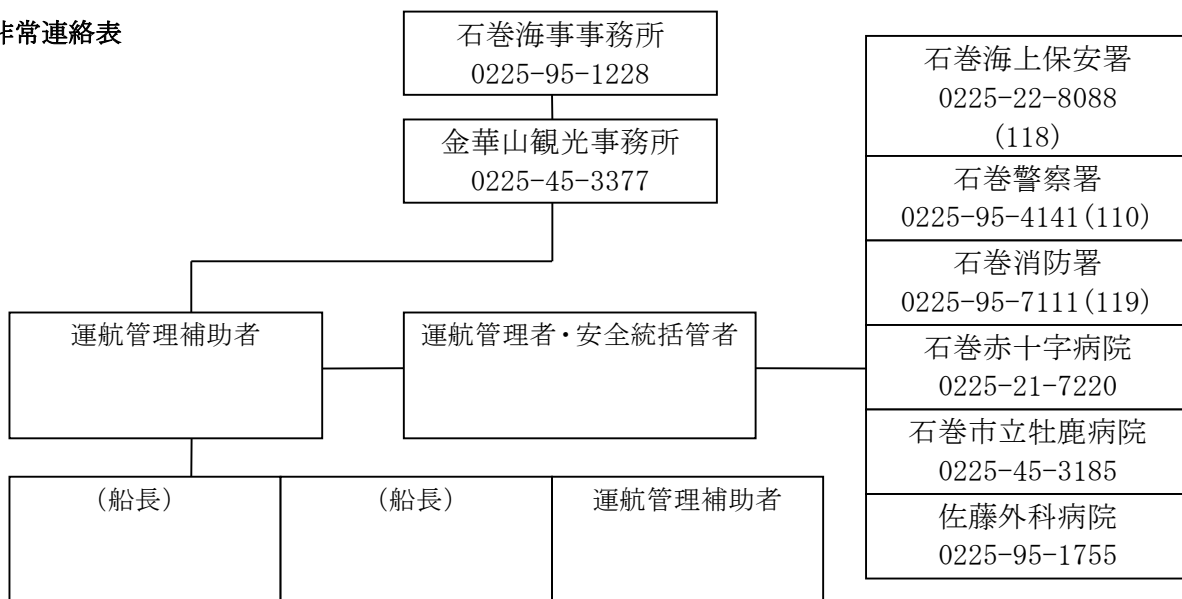 非常連絡表
石巻海事事務所
0225-95-1228
金華山観光事務所
0225-45-3377
運航管理補助者
運航管理者・安全統括管者
(船長)
(船長)
運航管理補助者
石巻海上保安署
0225-22-8088
(118)
石巻警察署
0225-95-4141(110)
石巻消防署
0225-95-7111(119)
石巻赤十字病院
0225-21-7220
石巻市立牡鹿病院
0225-45-3185
佐藤外科病院
0225-95-1755